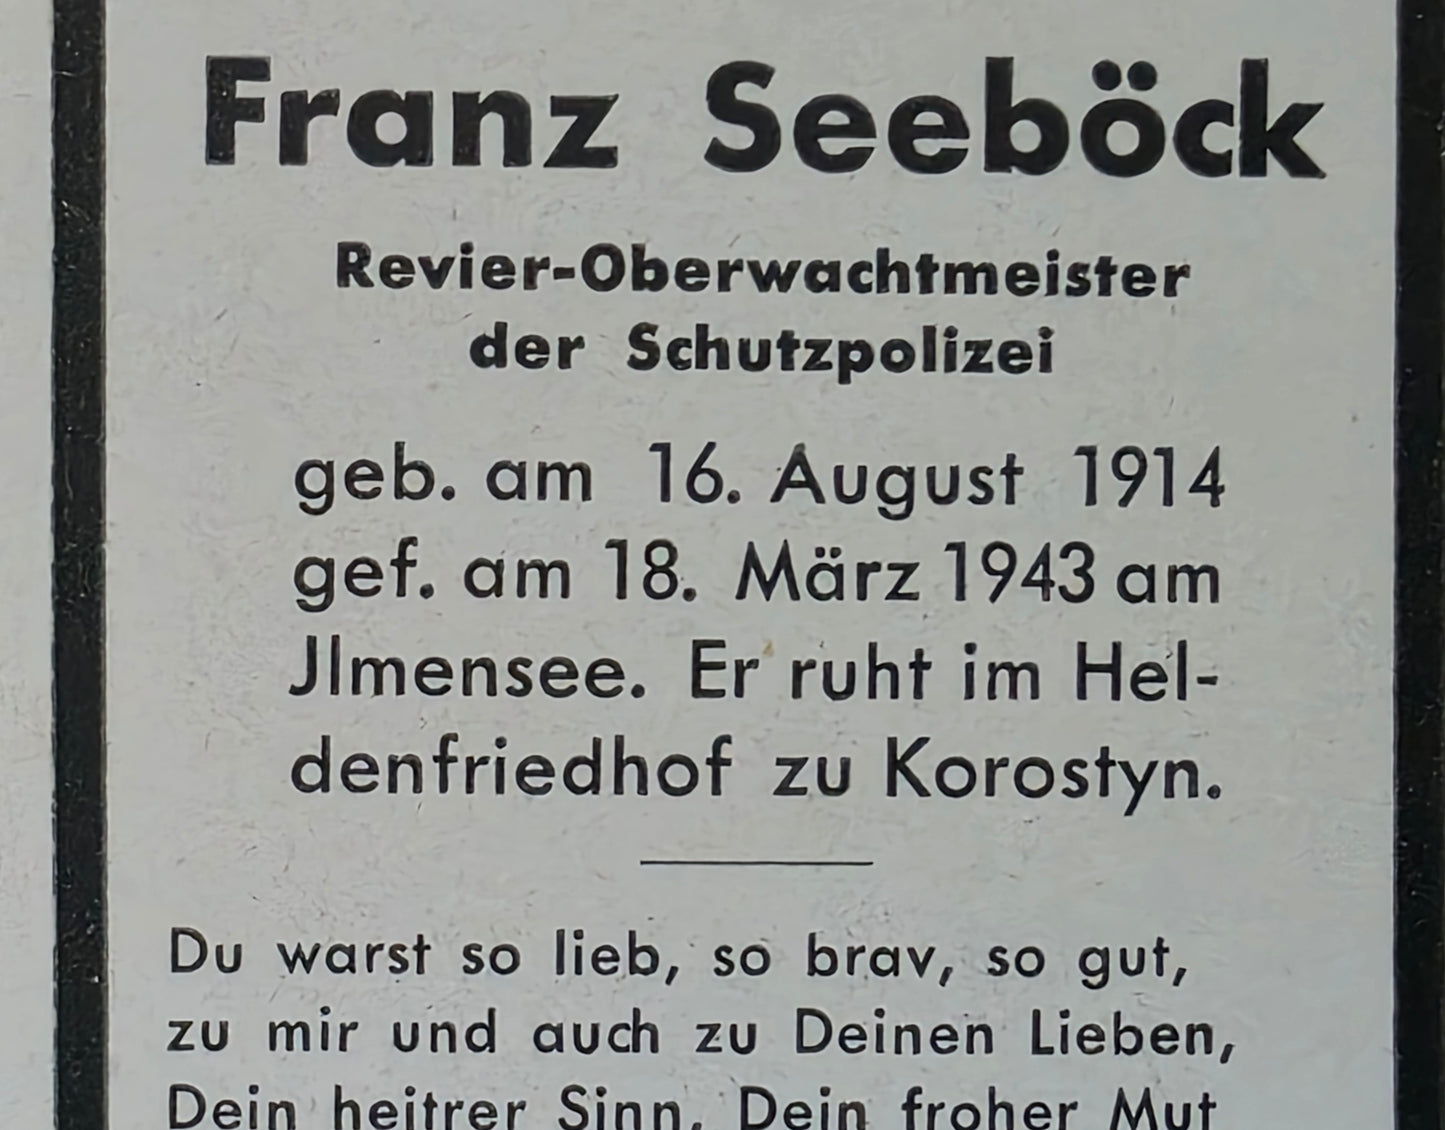 Franz Seeböck
Revier-Oberwachtmeister
der Schutzpolizei
geb. am 16. August 1914
gef. am 18. März 1943 am
Jlmensee. Er ruht im Hel-
denfriedhof zu Korostyn.
Du warst so lieb, so brav, so gut,
zu mir und auch zu Deinen Lieben,
Dein heitrer Sinn, Dein froher Mut